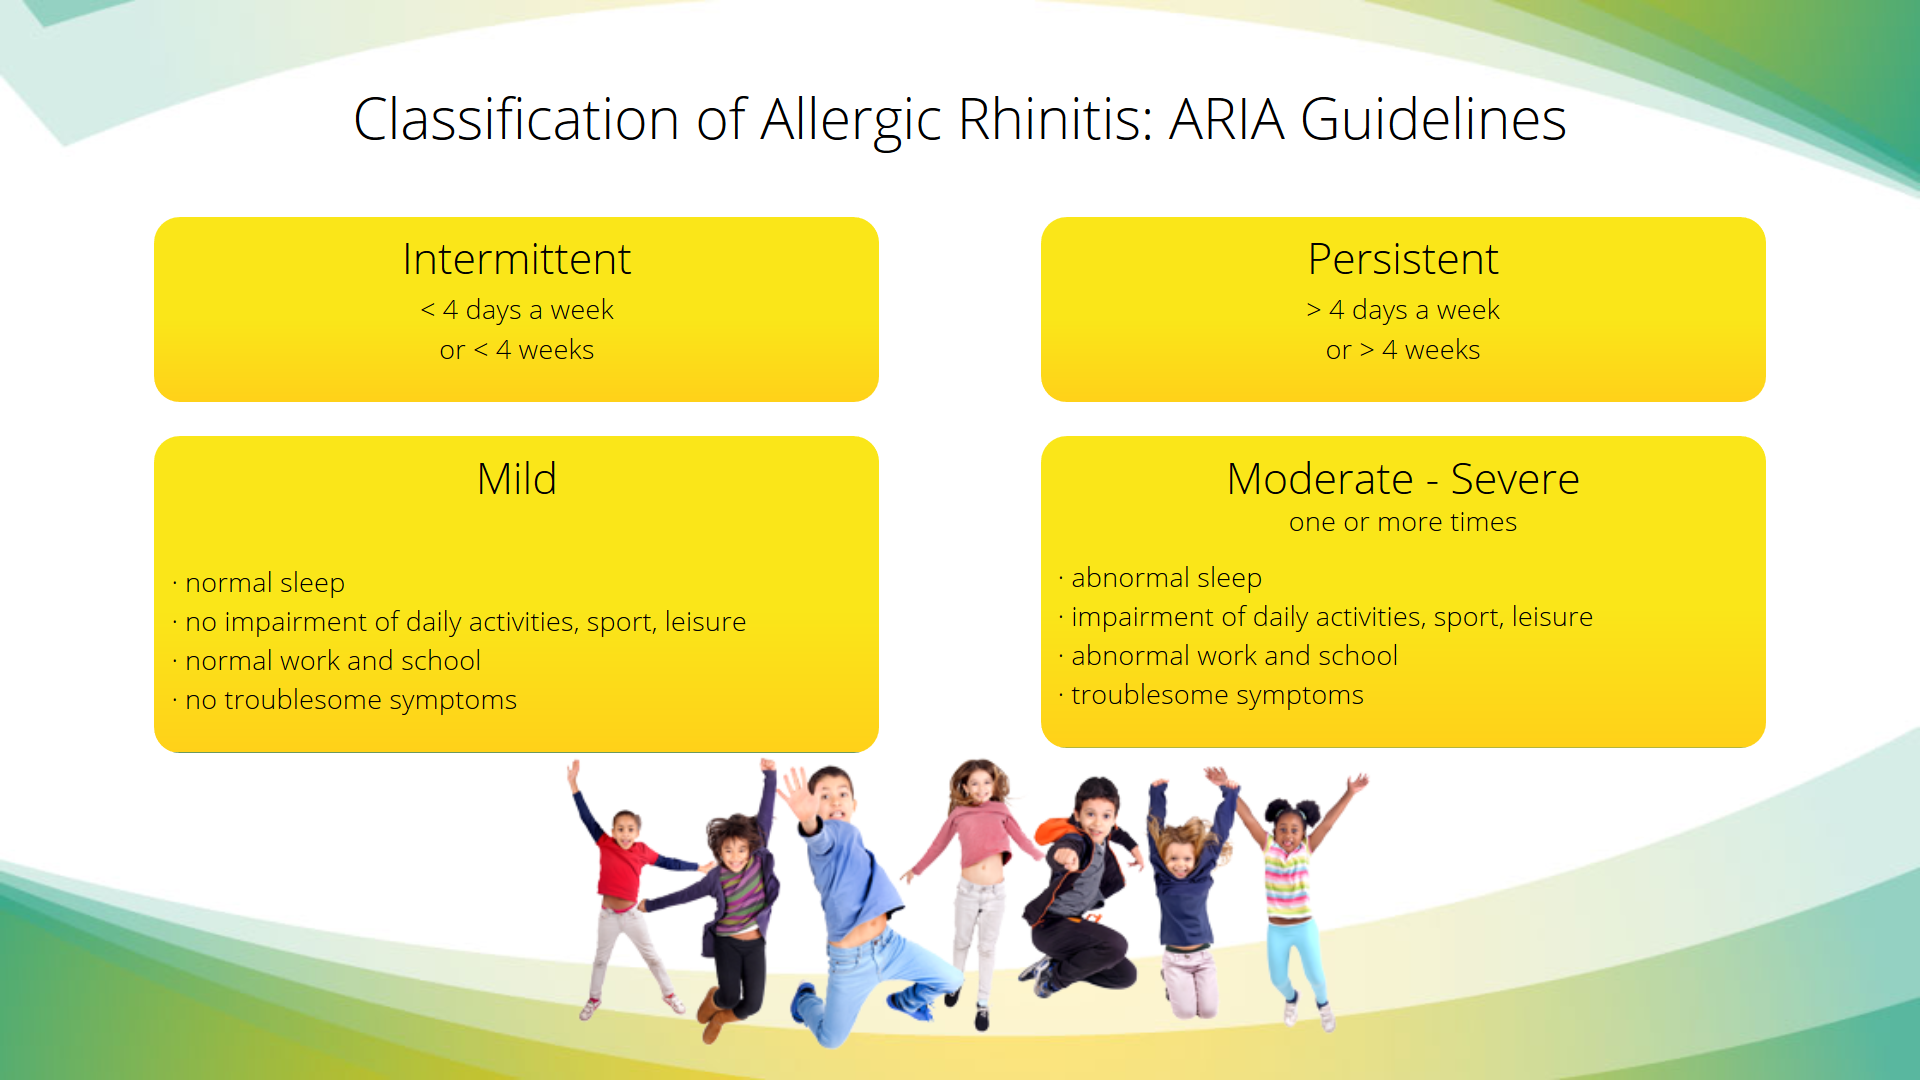 Classification of Allergic Rhinitis: ARIA Guidelines
Intermittent
< 4 days a week
or < 4 weeks
Persistent
> 4 days a week
or > 4 weeks
Mild
· normal sleep
· no impairment of daily activities, sport, leisure
· normal work and school
· no troublesome symptoms
Moderate - Severe
one or more times
· abnormal sleep
· impairment of daily activities, sport, leisure
· abnormal work and school
· troublesome symptoms